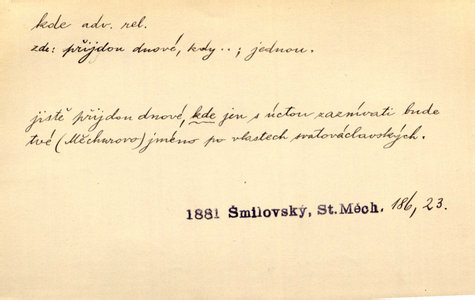 kde adv. rel.
zde: přijdou dnové, kdy ..; jednou.
jistě přijdou dnové, kde jen s úctou zaznívati bude
tvé (Měchurovo) jméno po vlastech svatováclavských.
1881 Šmilovský, St. Měch. 186, 23.